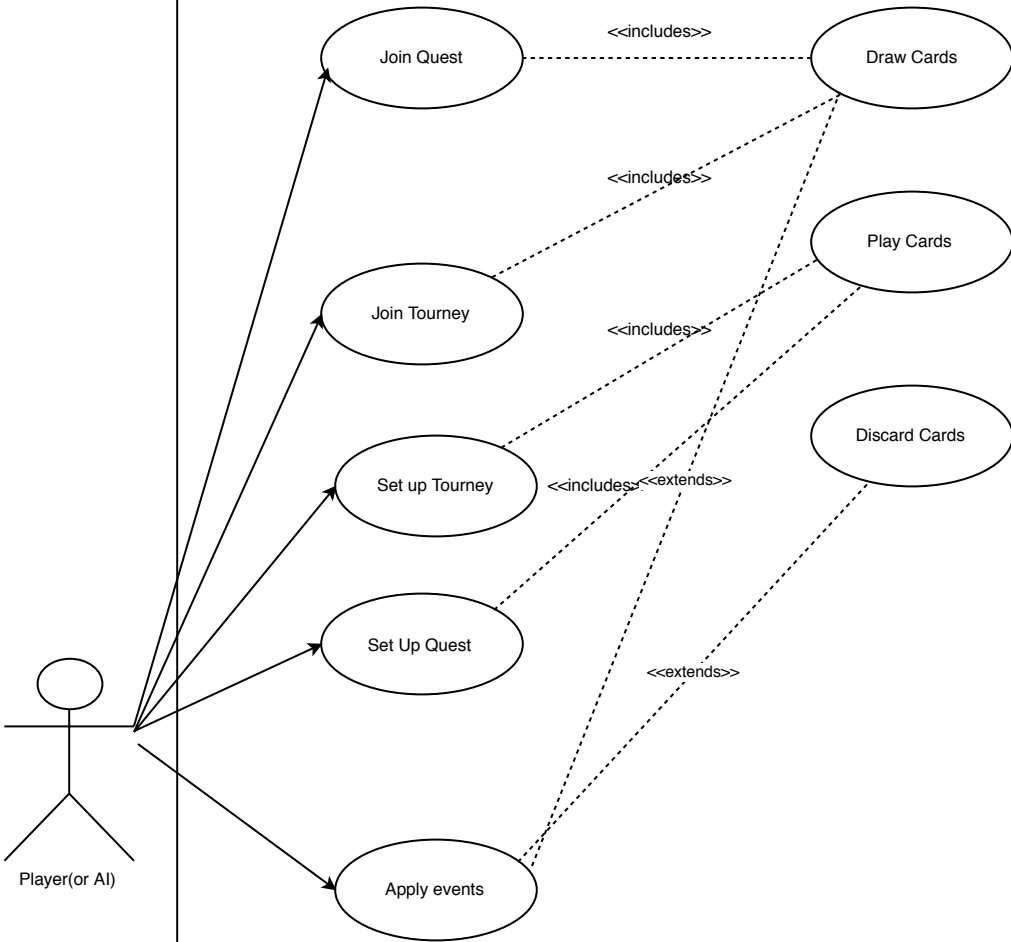 Join Quest
<<includes>>
Draw Cards
<<includes>>
Play Cards
Join Tourney
<<includes>>
Discard Cards
Set up Tourney
<<includes>>
<<extends>>
Set Up Quest
<<extends>>
Player(or AI)
Apply events